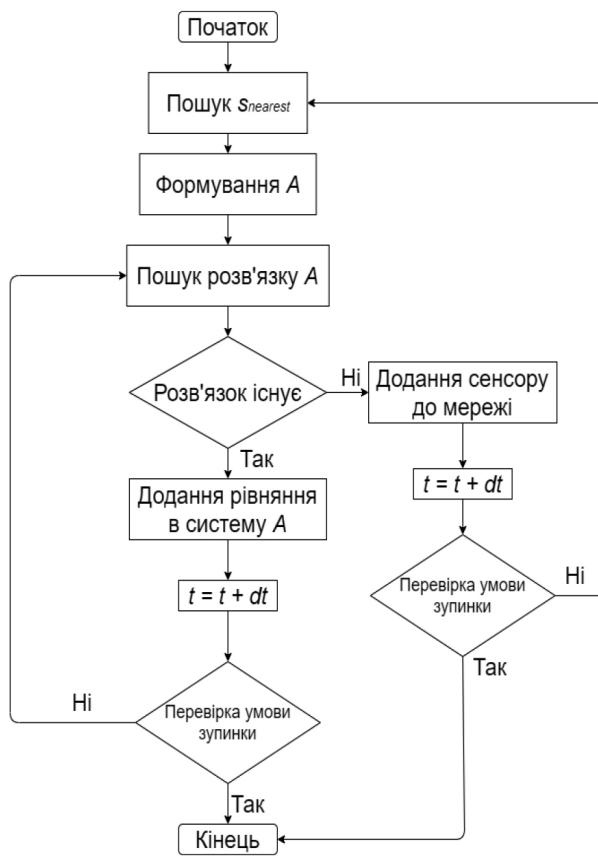 Початок
Пошук snearest
Формування A
Пошук розв'язку A
Розв'язок існує
Ні
Додання сенсору
до мережі
Так
t = t + dt
Додання рівняння
в систему A
Перевірка умови
зупинки
Ні
t = t + dt
Так
Ні
Перевірка умови
зупинки
Так
Кінець